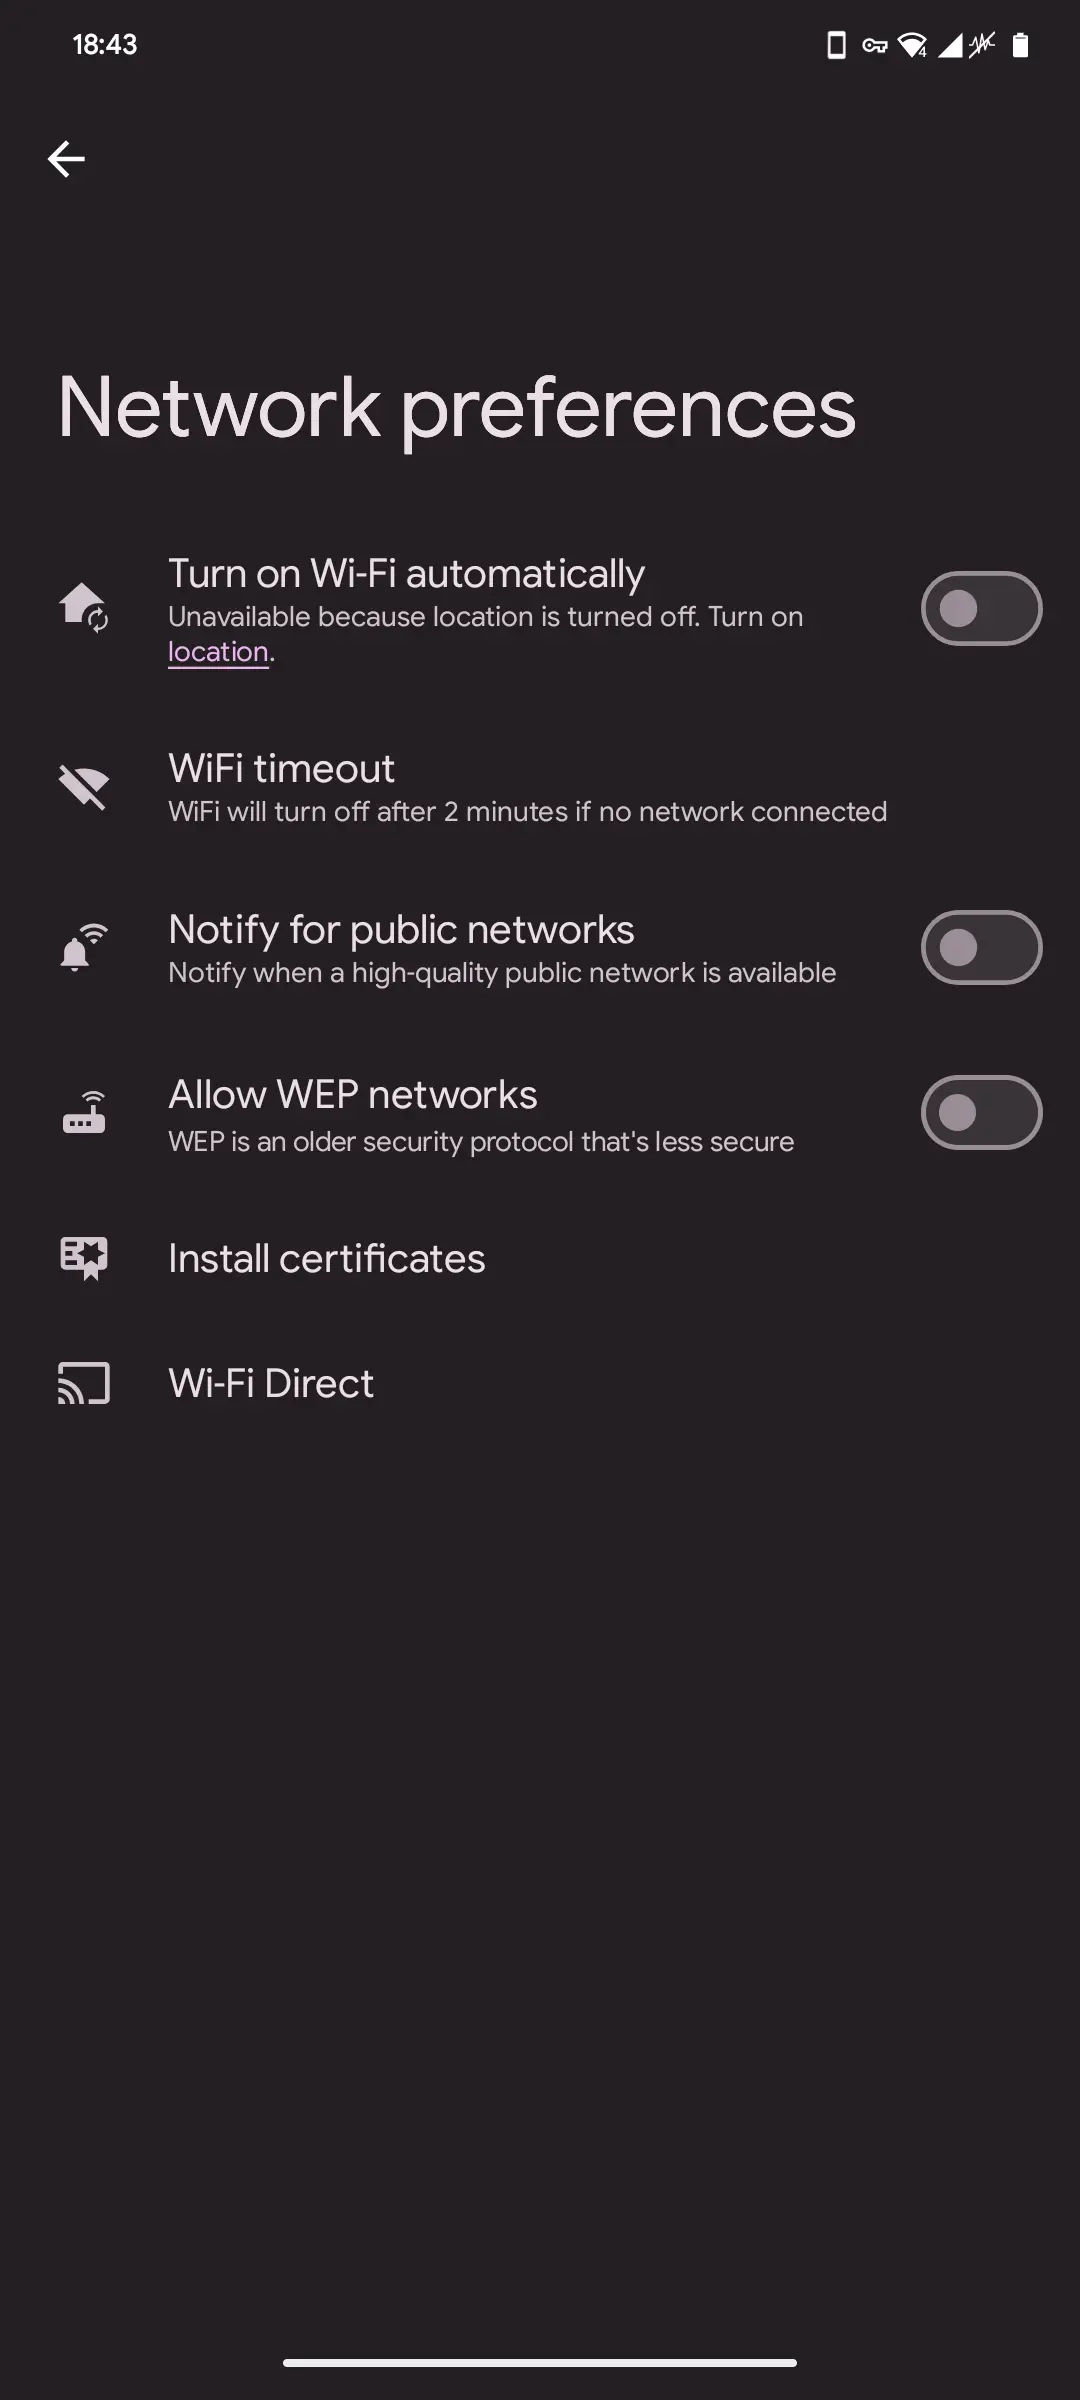 18:43
4
Network preferences
Turn on Wi-Fi automatically
Unavailable because location is turned off. Turn on
location.
WiFi timeout
WiFi will turn off after 2 minutes if no network connected
Notify for public networks
Notify when a high-quality public network is available
Allow WEP networks
WEP is an older security protocol that's less secure
Install certificates
Wi-Fi Direct